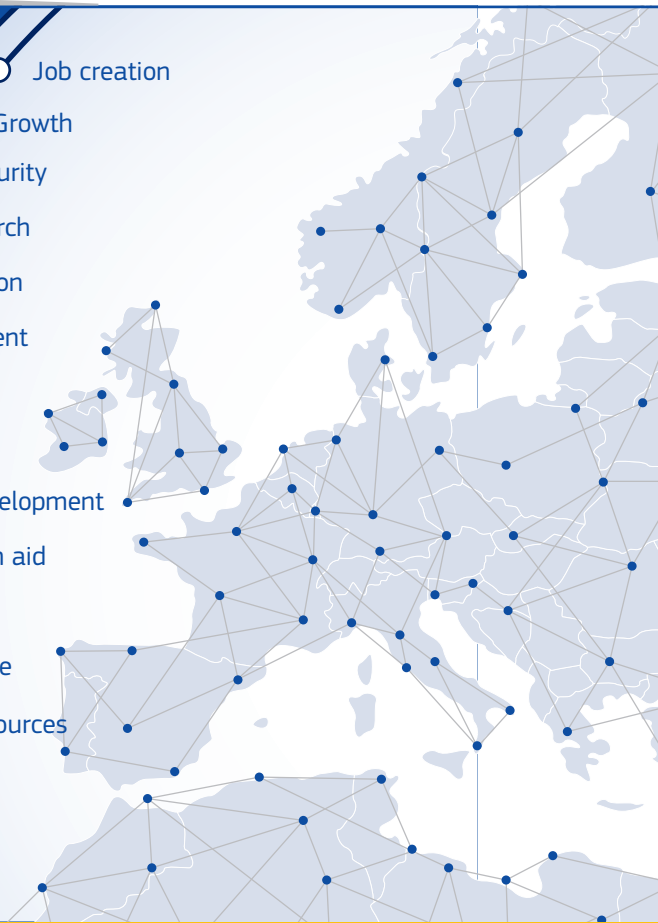 Job creation
Growth
urity
rch
on
ent
elopment
n aid
e
ources